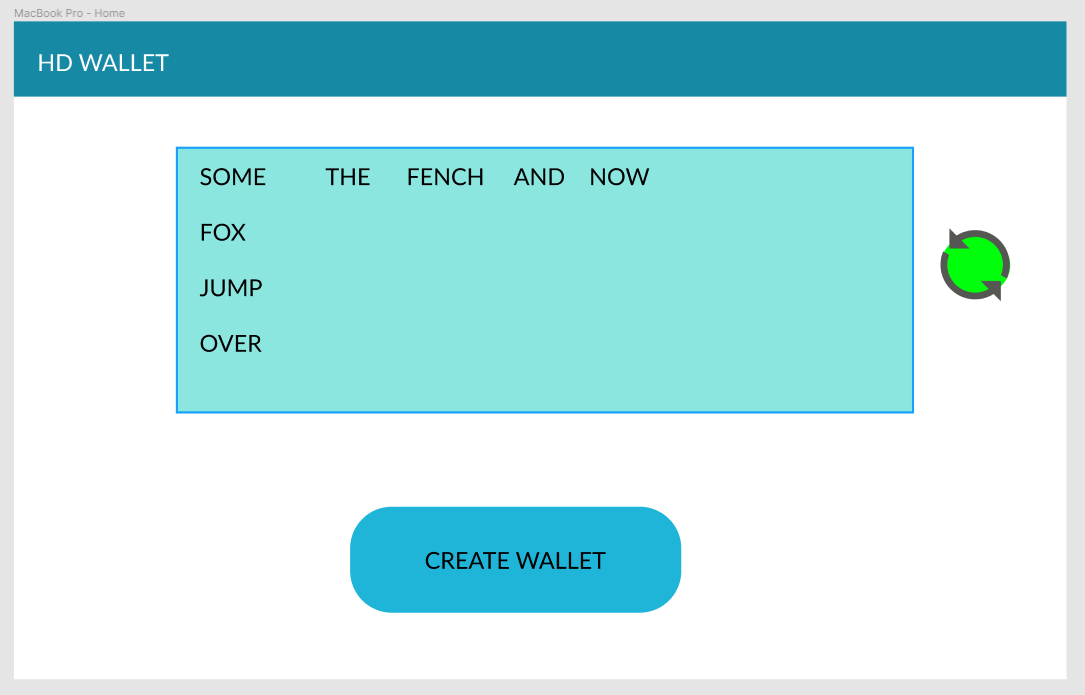 MacBook Pro - Home
HD WALLET
SOME THE FENCH AND NOW
FOX
JUMP
OVER
CREATE WALLET